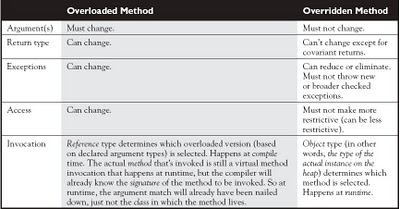 Overloaded Method Overridden Method
Argument(s) Must change. Must not change.
Return type Can change. Can't change except for
covariant returns.
Exceptions Can change. Can reduce or eliminate.
Must not throw new
or broader checked
exceptions.
Access Can change. Must not make more
restrictive (can be less
restrictive).
Invocation Reference type determines which overloaded version (based Object type (in other
on declared argument types) is selected. Happens at compile words, the type of the
time. The actual method that's invoked is still a virtual method actual instance on the
invocation that happens at runtime, but the compiler will heap) determines
already know the signature of the method to be invoked. So at which method is
runtime, the argument match will already have been nailed selected.
down, just not the class in which the method lives. Happens at runtime.